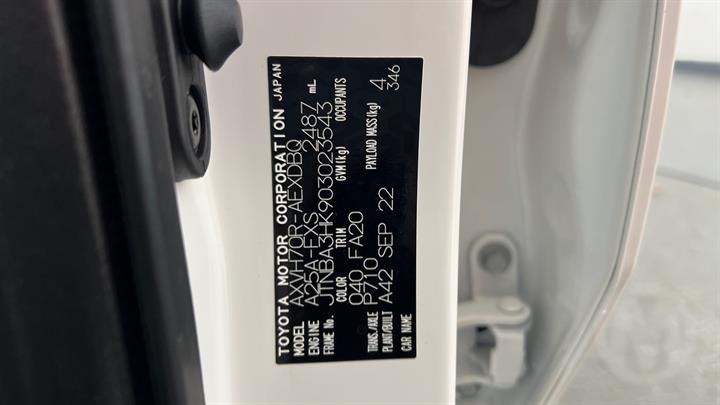 TOYOTA MOTOR CORPORATION JAPAN
MODEL AXVH70R-AEXDBQ
ENGINE A25A-FXS 2487 mL
FRAME No. JTNBA3HK903023543
COLOR TRIM GVM(kg) OCCUPANTS
040 FA20
TRANS./AXLE P710 PAYLOAD MASS(kg) 4
PLANT/BUILT A42 SEP 22 346
CAR NAME